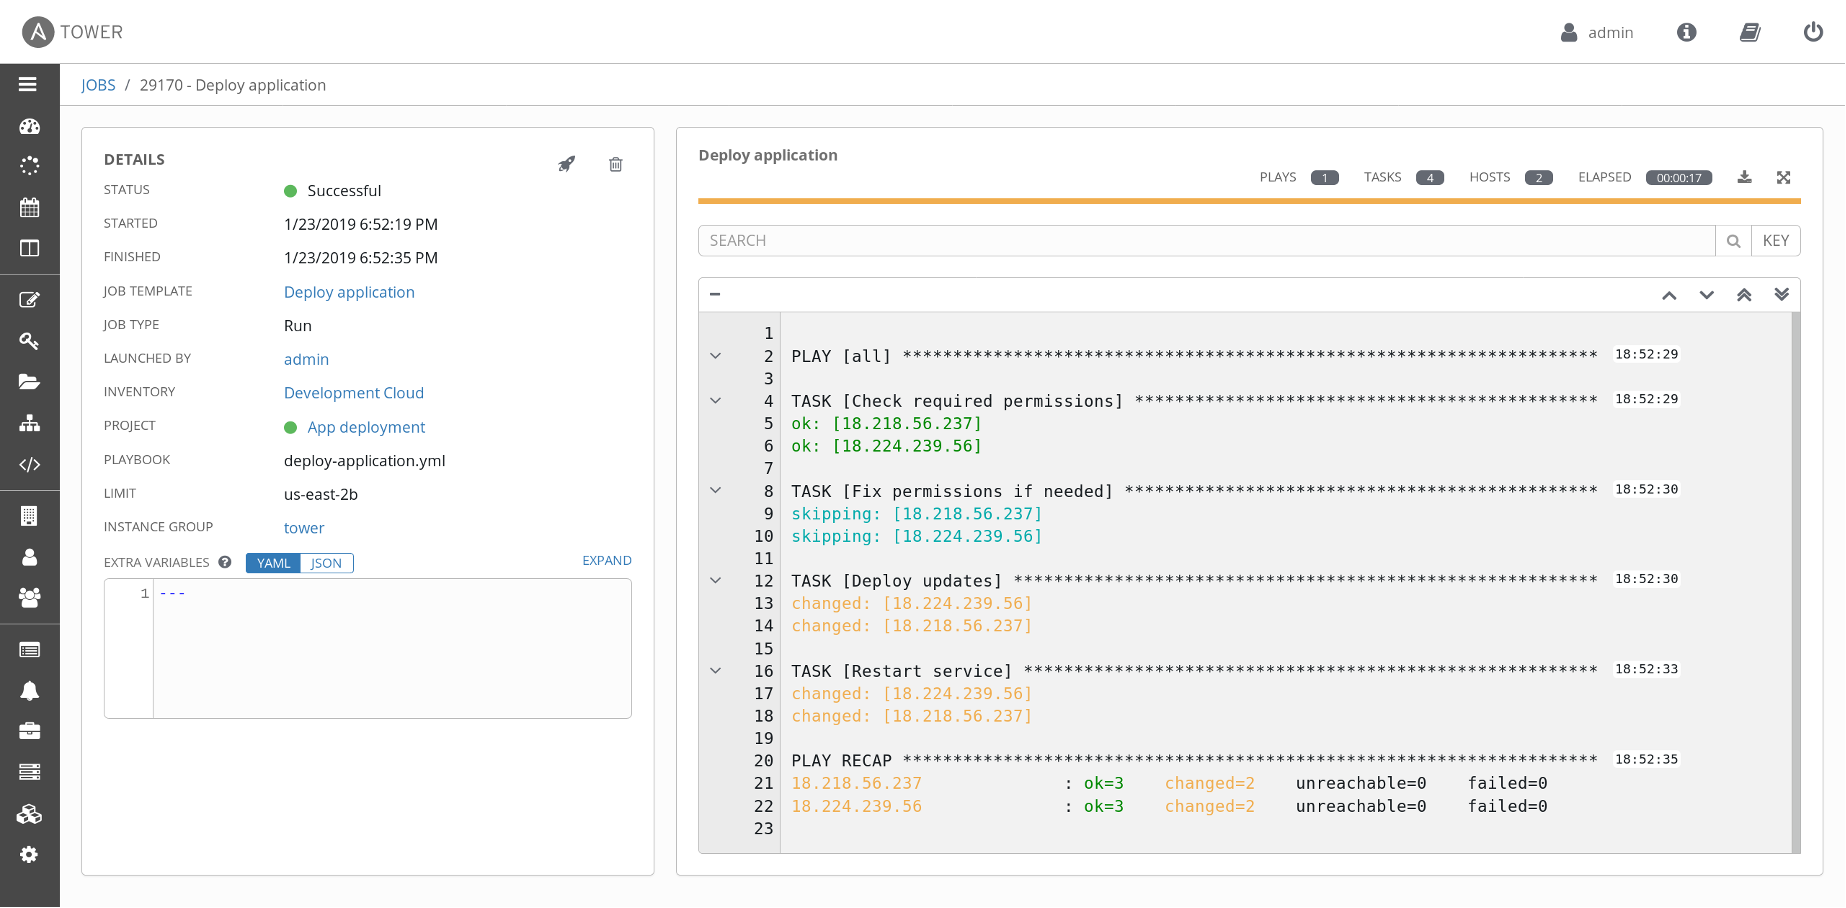 TOWER
admin
JOBS / 29170 - Deploy application
DETAILS
STATUS Successful
STARTED 1/23/2019 6:52:19 PM
FINISHED 1/23/2019 6:52:35 PM
JOB TEMPLATE Deploy application
JOB TYPE Run
LAUNCHED BY admin
INVENTORY Development Cloud
PROJECT App deployment
PLAYBOOK deploy-application.yml
LIMIT us-east-2b
INSTANCE GROUP tower
EXTRA VARIABLES ? YAML JSON EXPAND
1 ---
Deploy application
PLAYS 1 TASKS 4 HOSTS 2 ELAPSED 00:00:17
SEARCH KEY
1
2 PLAY [all] ********************************************************************* 18:52:29
3
4 TASK [Check required permissions] ********************************************** 18:52:29
5 ok: [18.218.56.237]
6 ok: [18.224.239.56]
7
8 TASK [Fix permissions if needed] *********************************************** 18:52:30
9 skipping: [18.218.56.237]
10 skipping: [18.224.239.56]
11
12 TASK [Deploy updates] ********************************************************** 18:52:30
13 changed: [18.224.239.56]
14 changed: [18.218.56.237]
15
16 TASK [Restart service] ********************************************************* 18:52:33
17 changed: [18.224.239.56]
18 changed: [18.218.56.237]
19
20 PLAY RECAP ********************************************************************* 18:52:35
21 18.218.56.237 : ok=3 changed=2 unreachable=0 failed=0
22 18.224.239.56 : ok=3 changed=2 unreachable=0 failed=0
23